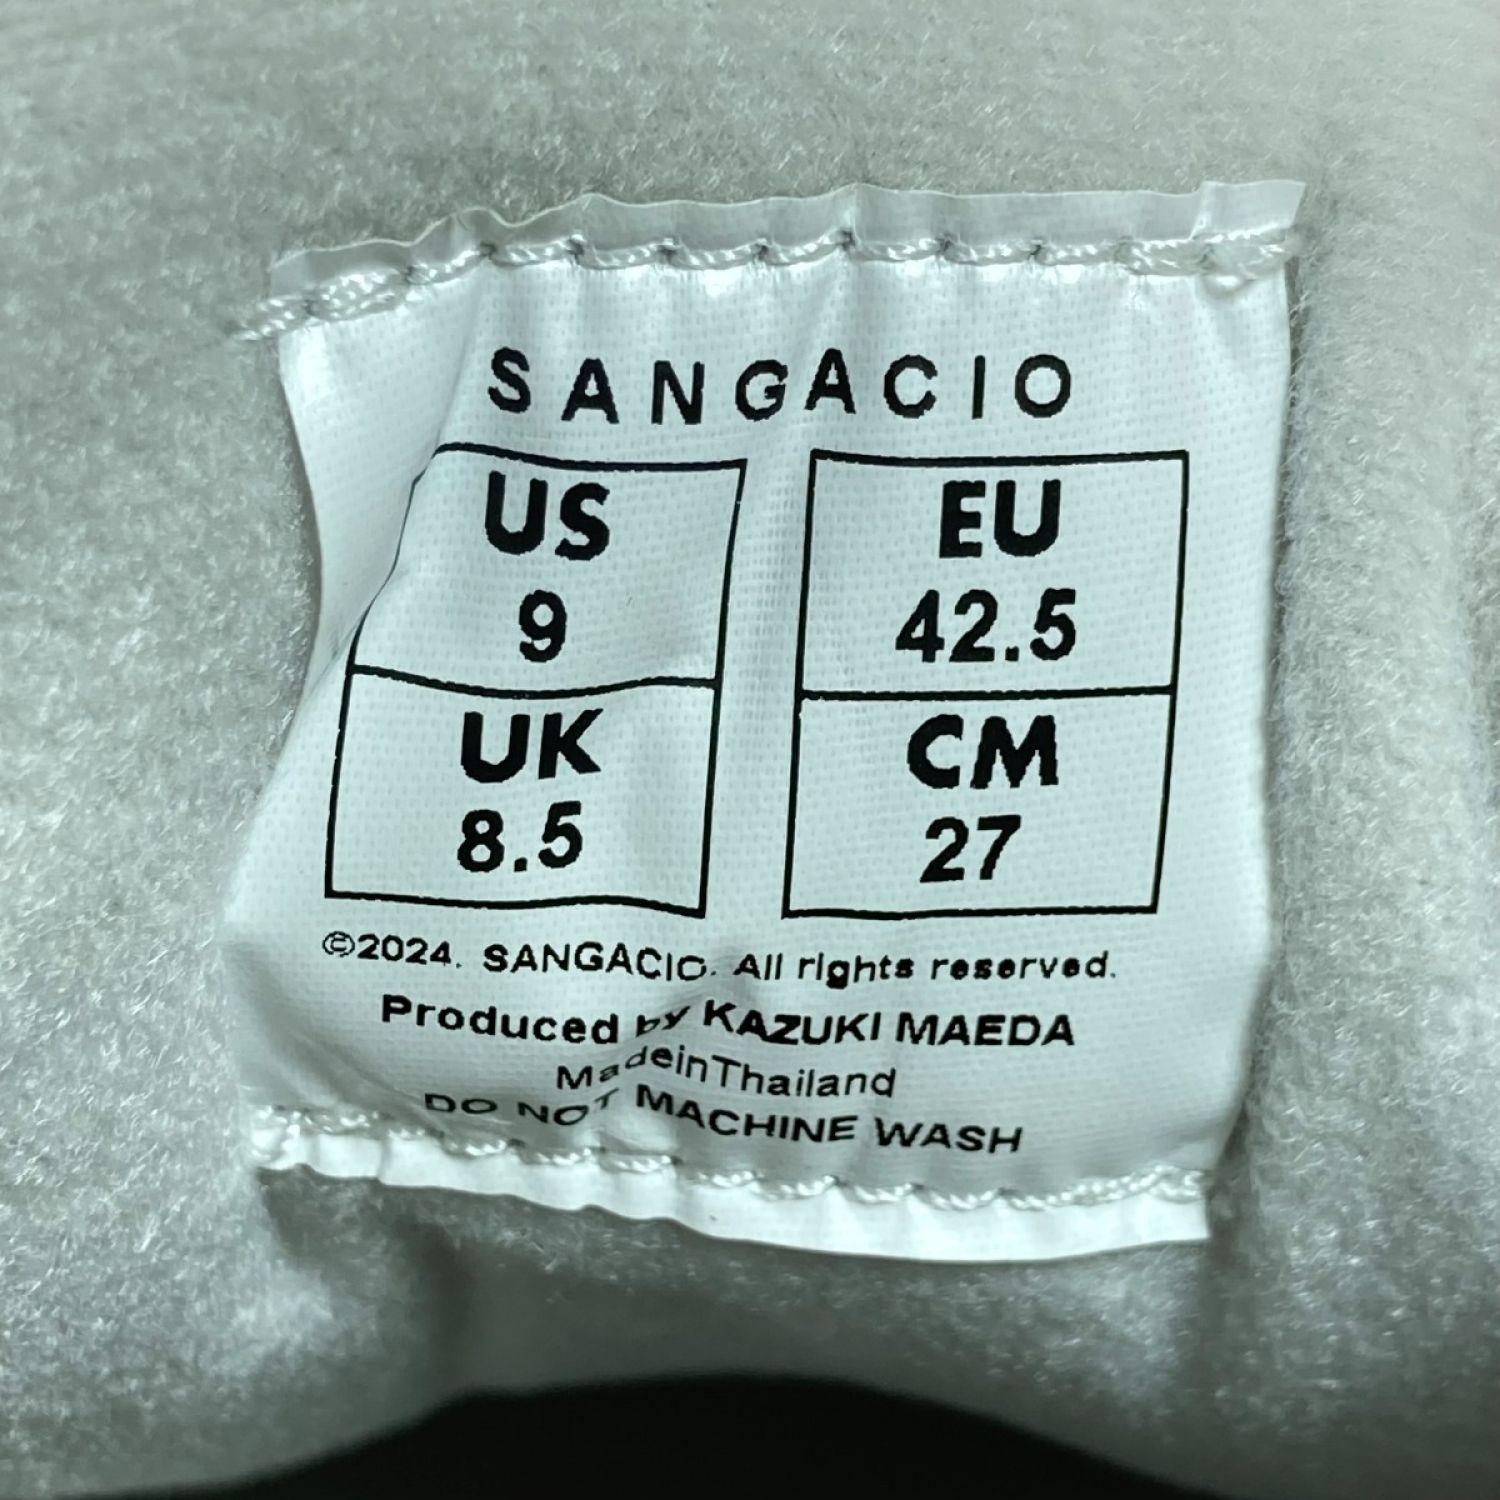 SANGACIO
US
9
EU
42.5
UK
8.5
CM
27
©2024. SANGACIO. All rights reserved.
Produced by KAZUKI MAEDA
MadeinThailand
DO NOT MACHINE WASH